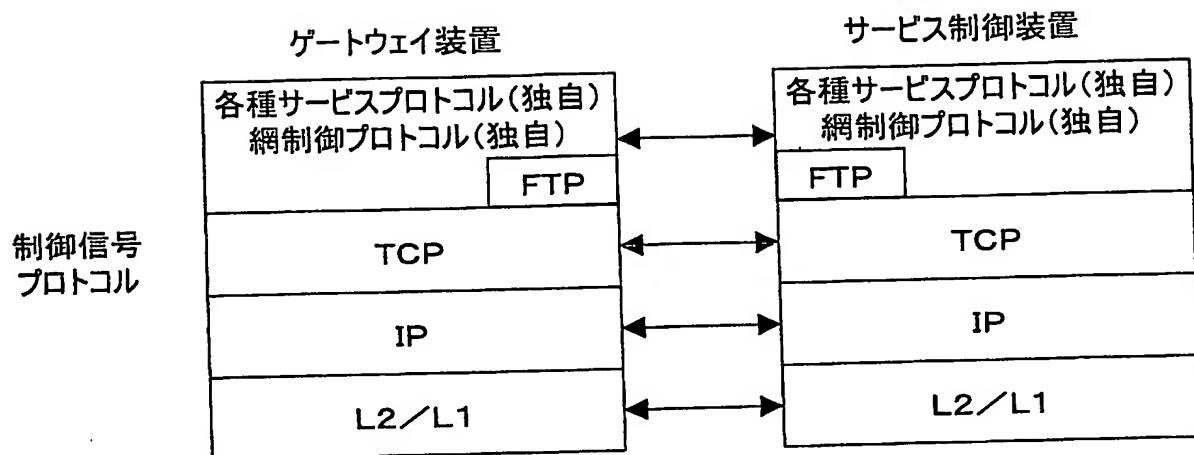 ゲートウェイ装置
サービス制御装置
各種サービスプロトコル(独自)
網制御プロトコル(独自)
FTP
各種サービスプロトコル(独自)
網制御プロトコル(独自)
FTP
制御信号
プロトコル
TCP
TCP
IP
IP
L2/L1
L2/L1